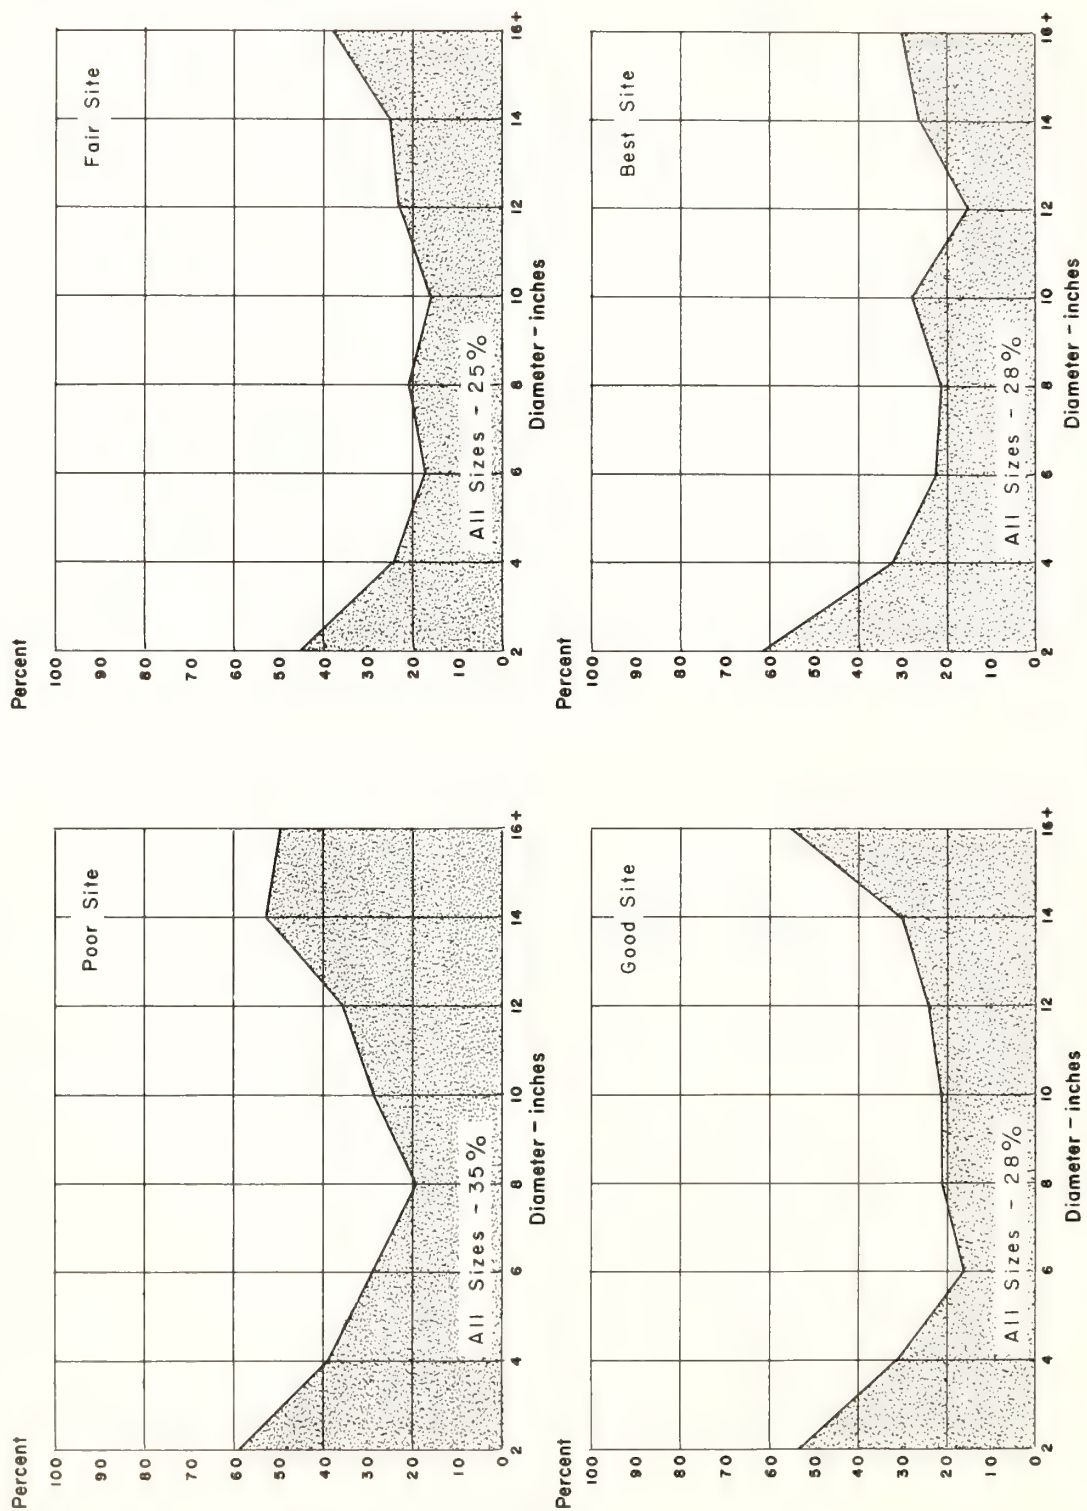 Percent
100
90
80
70
60
50
40
30
20
10
0
Poor Site
All Sizes - 35%
2 4 6 8 10 12 14 16+
Diameter - inches
Percent
100
90
80
70
60
50
40
30
20
10
0
Fair Site
All Sizes - 25%
2 4 6 8 10 12 14 16+
Diameter - inches
Percent
100
90
80
70
60
50
40
30
20
10
0
Good Site
All Sizes - 28%
2 4 6 8 10 12 14 16+
Diameter - inches
Percent
100
90
80
70
60
50
40
30
20
10
0
Best Site
All Sizes - 28%
2 4 6 8 10 12 14 16+
Diameter - inches